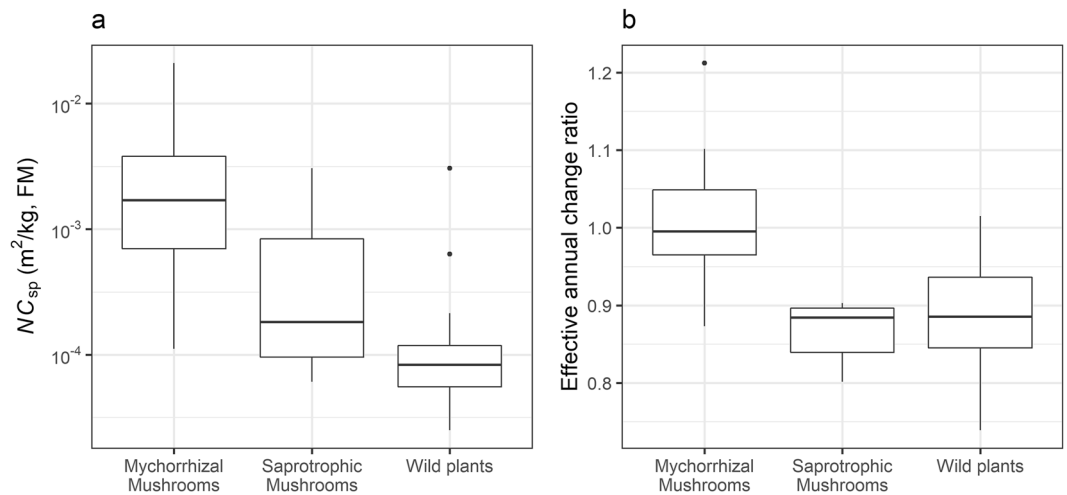 a
NCsp (m²/kg, FM)
10⁻²
10⁻³
10⁻⁴
Mychorrhizal Saprotrophic Wild plants
Mushrooms Mushrooms
b
Effective annual change ratio
1.2
1.1
1.0
0.9
0.8
Mychorrhizal Saprotrophic Wild plants
Mushrooms Mushrooms